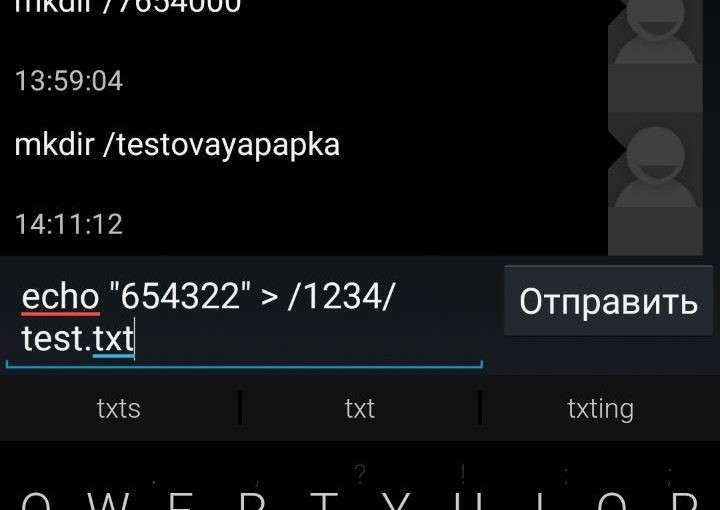 mkdir /7654000
13:59:04
mkdir /testovayapapka
14:11:12
echo "654322" > /1234/
test.txt
Отправить
txts txt txting
. , ? ! : ;
Q W E R T Y U I O P